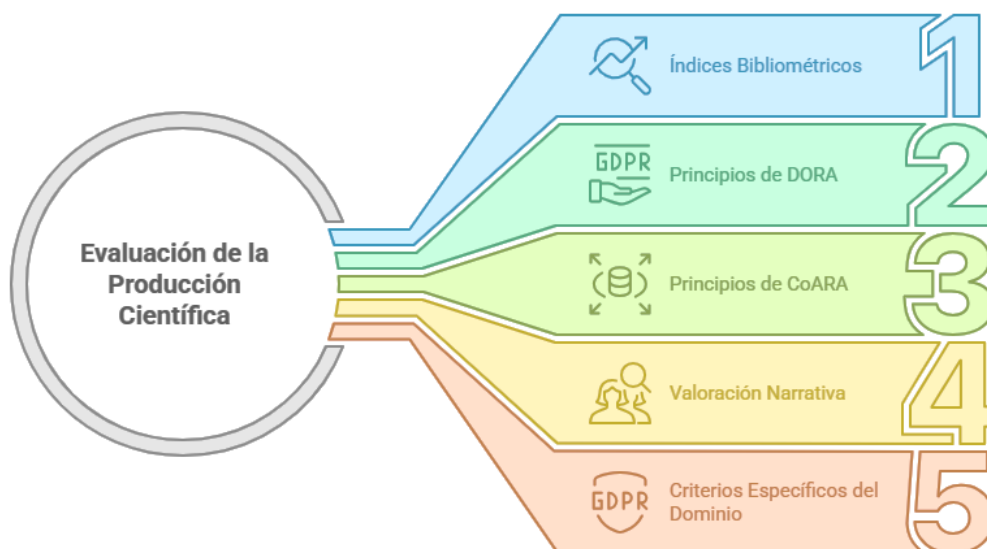 Índices Bibliométricos
1
GDPR
Principios de DORA
2
Evaluación de la
Producción
Científica
Principios de CoARA
3
Valoración Narrativa
4
GDPR
Criterios Específicos del
Dominio
5